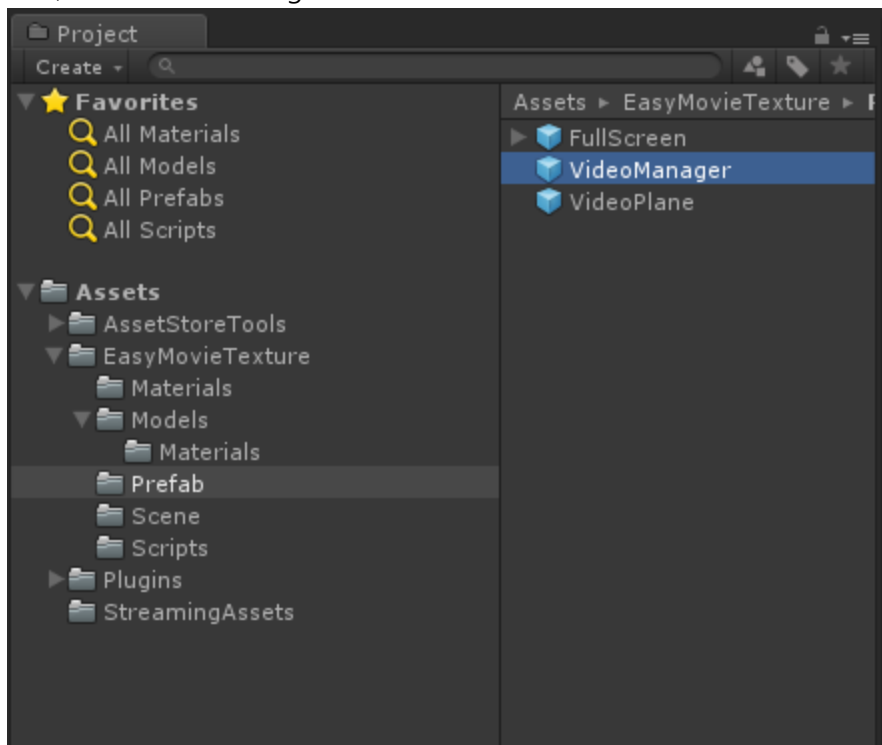 Project
Create
Favorites
All Materials
All Models
All Prefabs
All Scripts
Assets
AssetStoreTools
EasyMovieTexture
Materials
Models
Materials
Prefab
Scene
Scripts
Plugins
StreamingAssets
Assets ▸ EasyMovieTexture ▸
FullScreen
VideoManager
VideoPlane